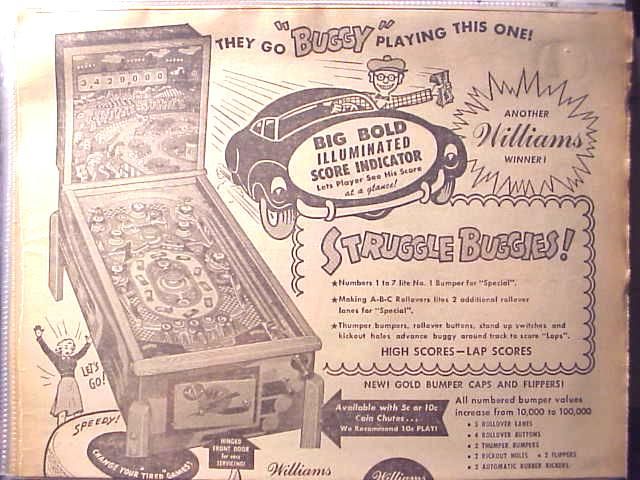 THEY GO "BUGGY" PLAYING THIS ONE!
3,429,000
BIG BOLD
ILLUMINATED
SCORE INDICATOR
Lets Player See His Score
at a glance!
ANOTHER
Williams
WINNER!
STRUGGLE BUGGIES!
★Numbers 1 to 7 lite No. 1 Bumper for "Special".
★Making A-B-C Rollovers lites 2 additional rollover
lanes for "Special".
★Thumper bumpers, rollover buttons, stand up switches and
kickout holes advance buggy around track to score "Laps".
HIGH SCORES—LAP SCORES
LET'S
GO!
SPEEDY!
CHANGE YOUR "TIRED" GAMES!
HINGED
FRONT DOOR
for easy
SERVICING!
Available with 5c or 10c
Coin Chutes...
We Recommend 10c PLAY!
NEW! GOLD BUMPER CAPS AND FLIPPERS!
All numbered bumper values
increase from 10,000 to 100,000
• 5 ROLLOVER LANES
• 4 ROLLOVER BUTTONS
• 2 THUMPER BUMPERS
• 2 KICKOUT HOLES • 2 FLIPPERS
• 2 AUTOMATIC RUBBER KICKERS
Williams
Williams